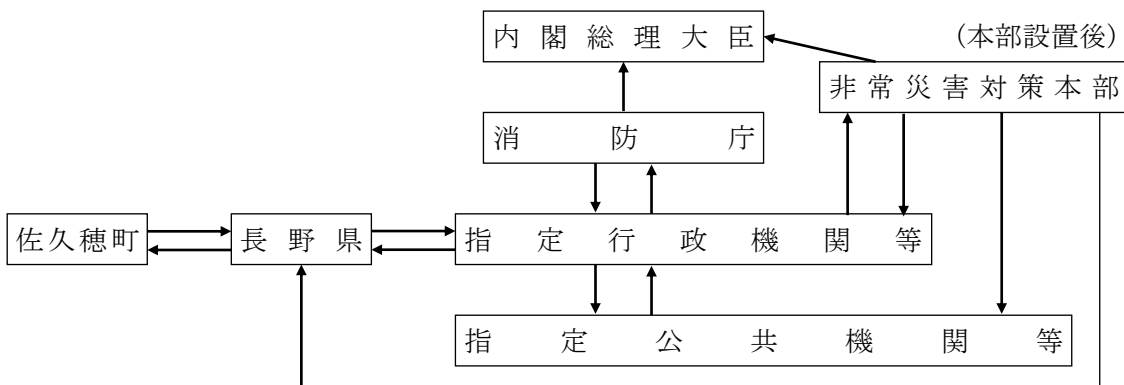 内閣総理大臣
(本部設置後)
非常災害対策本部
消防庁
佐久穂町
長野県
指定行政機関等
指定公共機関等